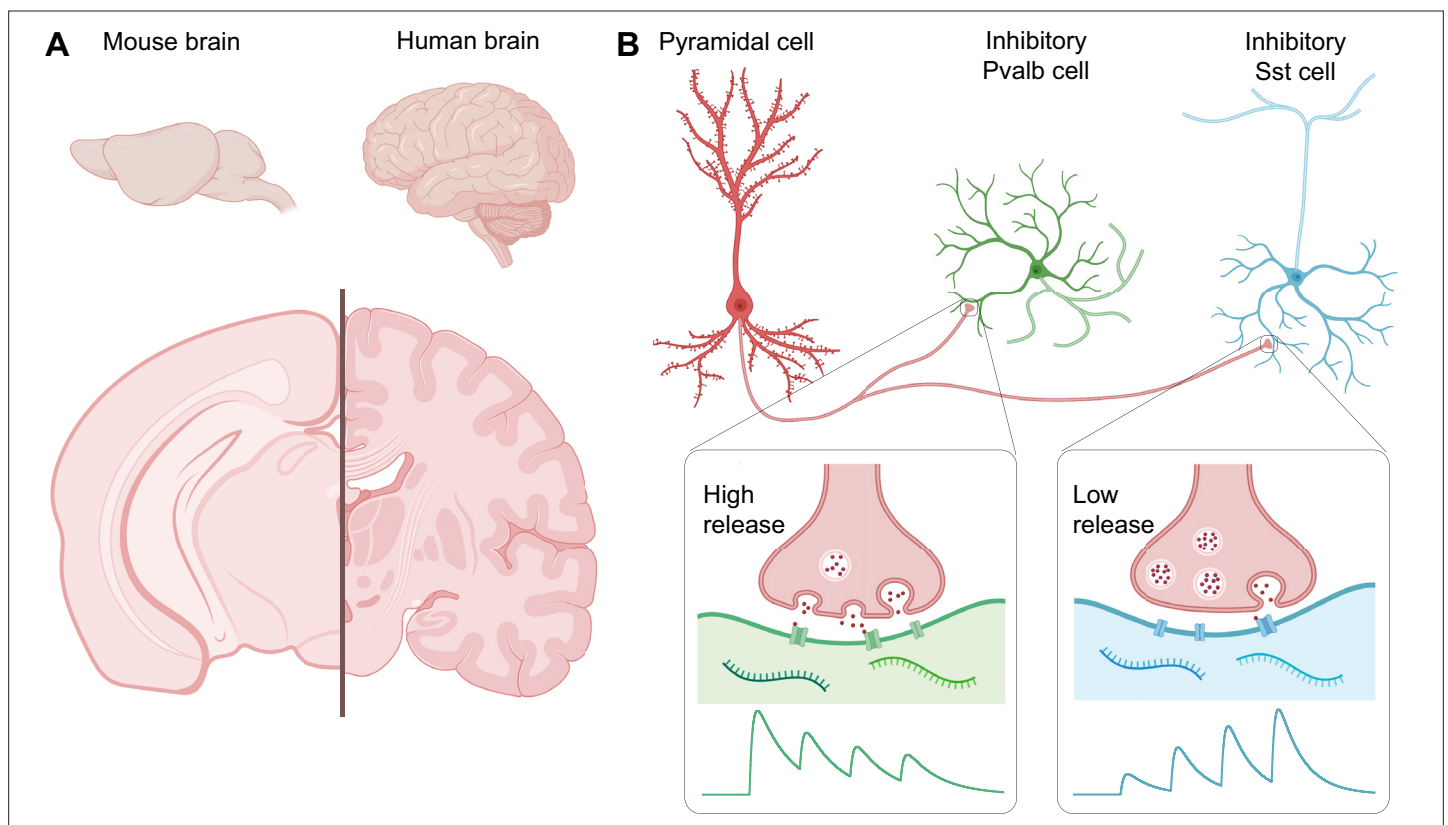 A
Mouse brain
Human brain
B
Pyramidal cell
Inhibitory
Pvalb cell
Inhibitory
Sst cell
High
release
Low
release